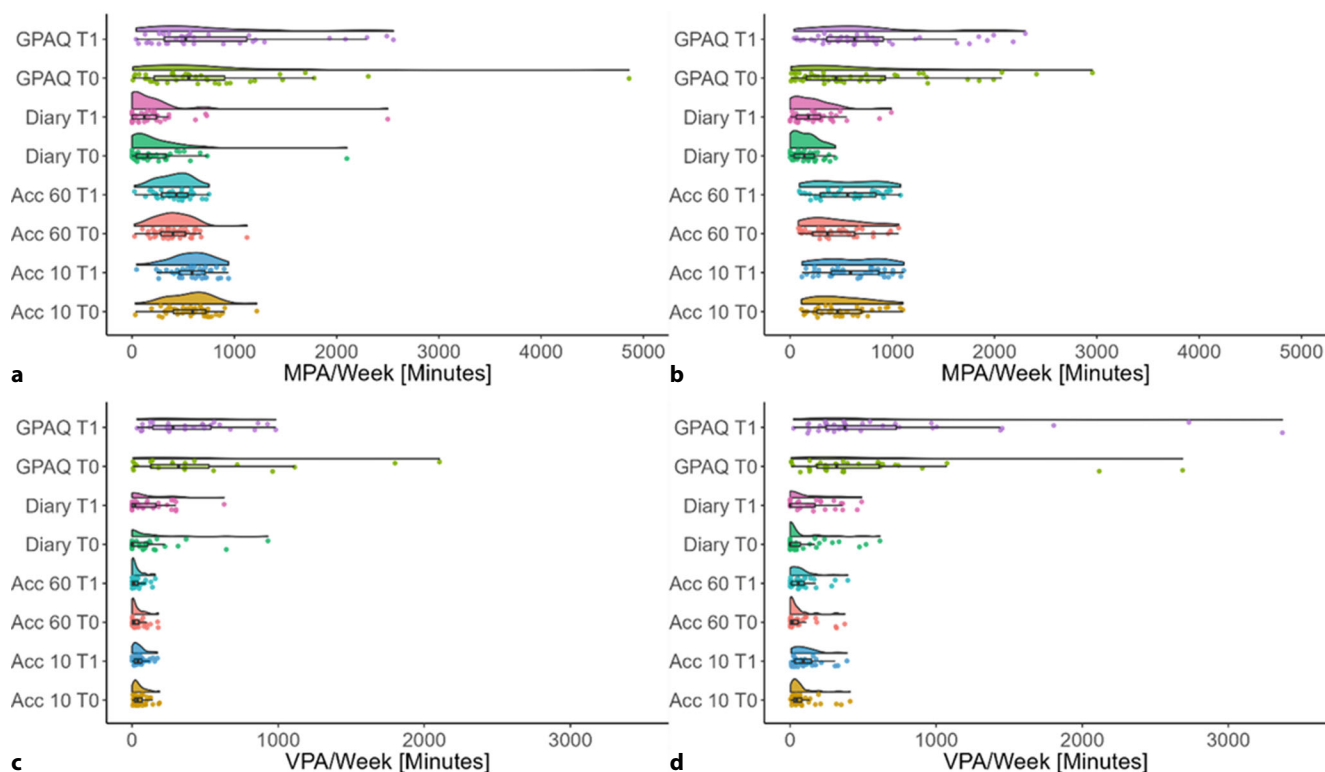 GPAQ T1
GPAQ T0
Diary T1
Diary T0
Acc 60 T1
Acc 60 T0
Acc 10 T1
Acc 10 T0
0 1000 2000 3000 4000 5000
a MPA/Week [Minutes]
GPAQ T1
GPAQ T0
Diary T1
Diary T0
Acc 60 T1
Acc 60 T0
Acc 10 T1
Acc 10 T0
0 1000 2000 3000 4000 5000
b MPA/Week [Minutes]
GPAQ T1
GPAQ T0
Diary T1
Diary T0
Acc 60 T1
Acc 60 T0
Acc 10 T1
Acc 10 T0
0 1000 2000 3000
c VPA/Week [Minutes]
GPAQ T1
GPAQ T0
Diary T1
Diary T0
Acc 60 T1
Acc 60 T0
Acc 10 T1
Acc 10 T0
0 1000 2000 3000
d VPA/Week [Minutes]